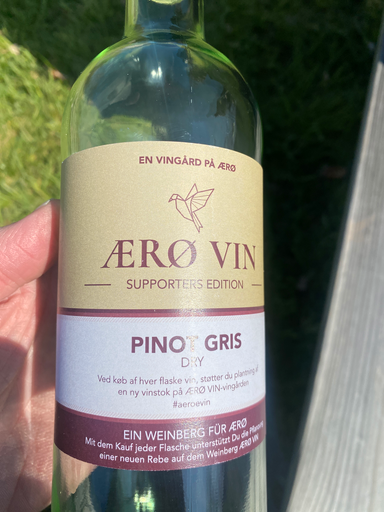 EN VINGÅRD PÅ ÆRØ
ÆRØ VIN
SUPPORTERS EDITION
PINOT GRIS
DRY
Ved køb af hver flaske vin, støtter du plantning af
en ny vinstok på ÆRØ VIN-vingården
#aeroevin
EIN WEINBERG FÜR ÆRØ
Mit dem Kauf jeder Flasche unterstützt Du die
einer neuen Rebe auf dem Weinberg ÆRØ VIN